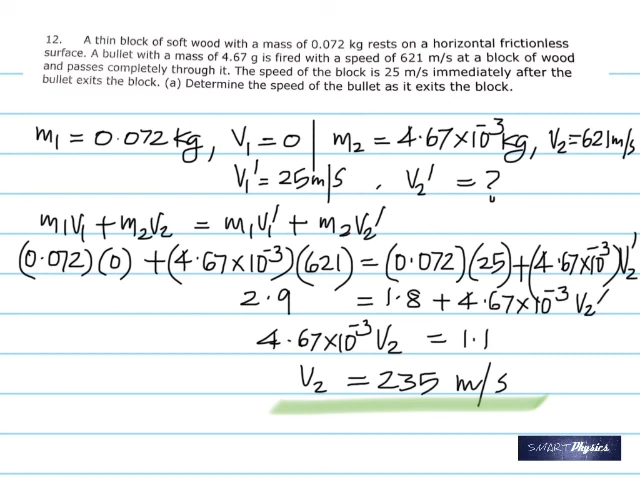 12. A thin block of soft wood with a mass of 0.072 kg rests on a horizontal frictionless
surface. A bullet with a mass of 4.67 g is fired with a speed of 621 m/s at a block of wood
and passes completely through it. The speed of the block is 25 m/s immediately after the
bullet exits the block. (a) Determine the speed of the bullet as it exits the block.
m₁ = 0.072 kg, V₁ = 0 | m₂ = 4.67×10⁻³kg, V₂=621m/s
V₁' = 25m/s , V₂' = ?
m₁V₁ + m₂V₂ = m₁V₁' + m₂V₂'
(0.072)(0) + (4.67×10⁻³)(621) = (0.072)(25)+(4.67×10⁻³)V₂'
2.9 = 1.8 + 4.67×10⁻³ V₂'
4.67×10⁻³ V₂ = 1.1
V₂ = 235 m/s
SMART Physics